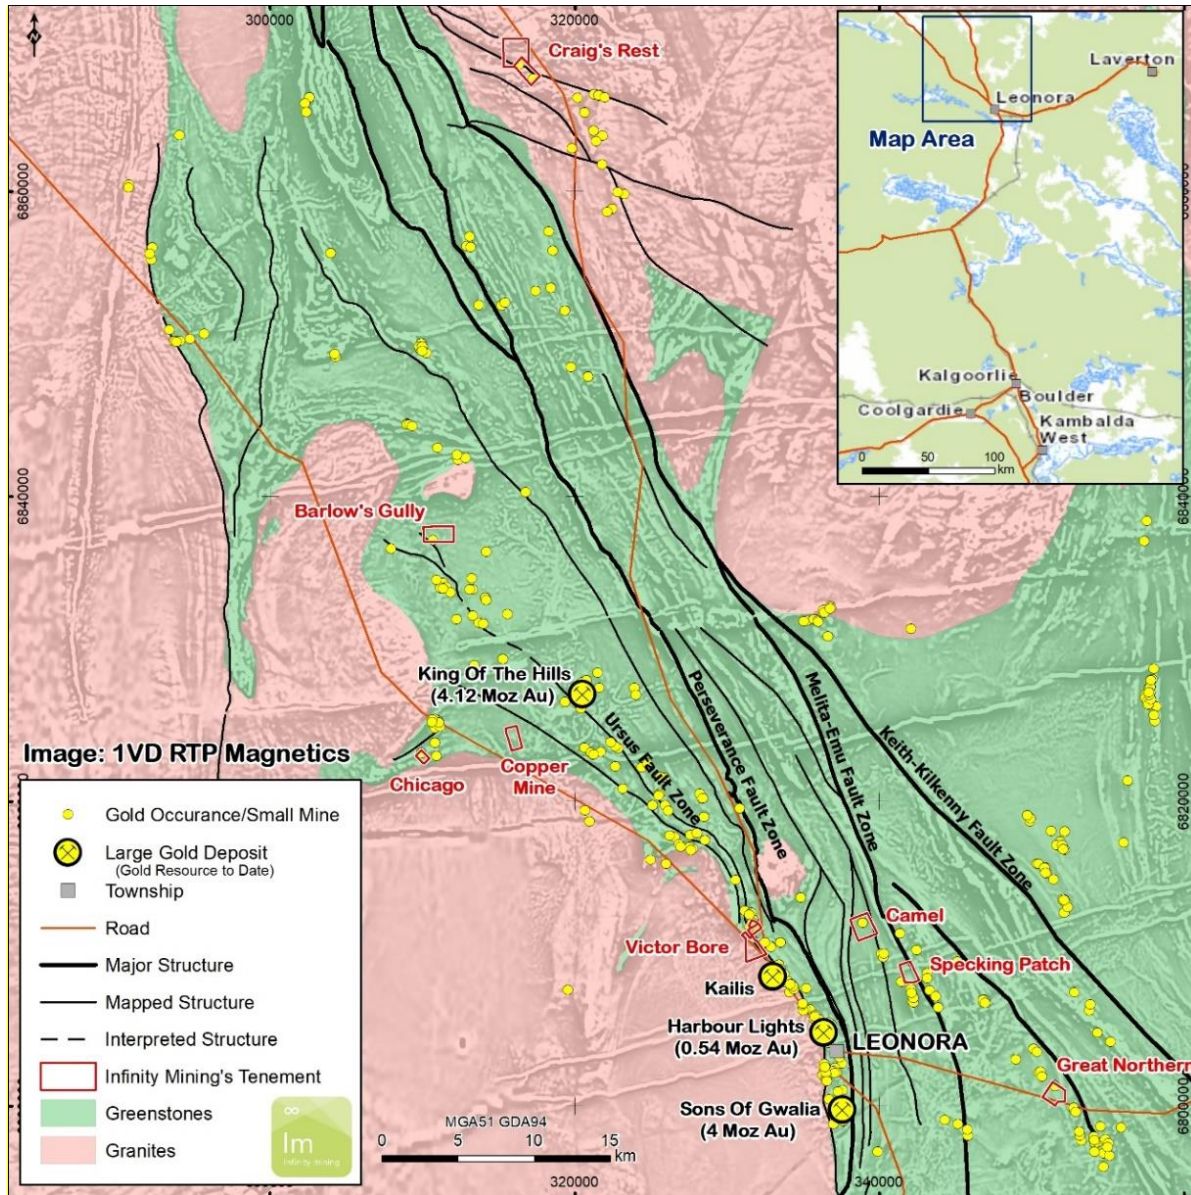 300000
320000
N
Craig's Rest
Laverton
Leonora
Map Area
6860000
Kalgoorlie
Boulder
Coolgardie
Kambalda
West
0 50 100
km
6840000
6840000
Barlow's Gully
King Of The Hills
(4.12 Moz Au)
Ursus Fault Zone
Perseverance Fault Zone
Melita-Emu Fault Zone
Keith-Kilkenny Fault Zone
Image: 1VD RTP Magnetics
Chicago
Copper
Mine
6820000
Gold Occurance/Small Mine
Large Gold Deposit
(Gold Resource to Date)
Township
Road
Major Structure
Mapped Structure
Interpreted Structure
Infinity Mining's Tenement
Greenstones
Granites
∞
Im
infinity mining
Camel
Victor Bore
Specking Patch
Kailis
Harbour Lights
(0.54 Moz Au)
LEONORA
Great Northern
Sons Of Gwalia
(4 Moz Au)
6800000
MGA51 GDA94
0 5 10 15
km
320000
340000